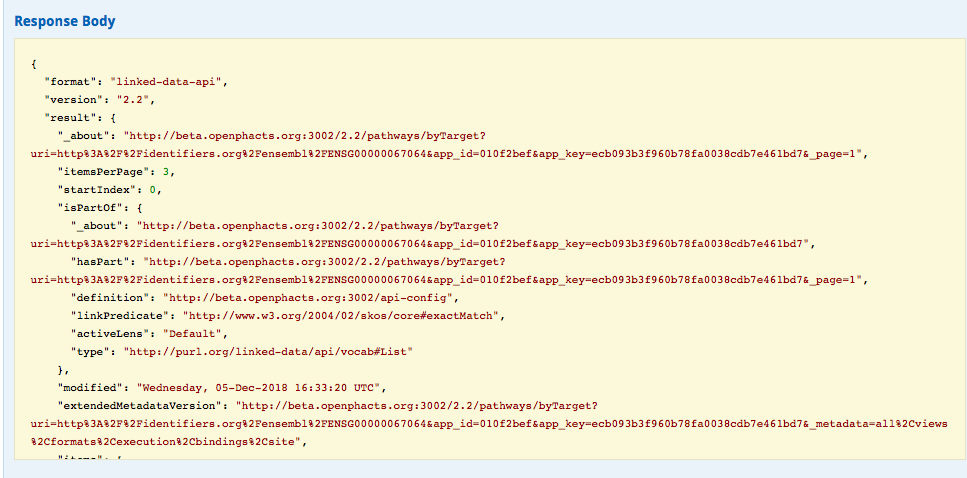 Response Body
{
"format": "linked-data-api",
"version": "2.2",
"result": {
"_about": "http://beta.openphacts.org:3002/2.2/pathways/byTarget?
uri=http%3A%2F%2Fidentifiers.org%2Fensembl%2FENSG00000067064&app_id=010f2bef&app_key=ecb093b3f960b78fa0038cdb7e461bd7&_page=1",
"itemsPerPage": 3,
"startIndex": 0,
"isPartOf": {
"_about": "http://beta.openphacts.org:3002/2.2/pathways/byTarget?
uri=http%3A%2F%2Fidentifiers.org%2Fensembl%2FENSG00000067064&app_id=010f2bef&app_key=ecb093b3f960b78fa0038cdb7e461bd7",
"hasPart": "http://beta.openphacts.org:3002/2.2/pathways/byTarget?
uri=http%3A%2F%2Fidentifiers.org%2Fensembl%2FENSG00000067064&app_id=010f2bef&app_key=ecb093b3f960b78fa0038cdb7e461bd7&_page=1",
"definition": "http://beta.openphacts.org:3002/api-config",
"linkPredicate": "http://www.w3.org/2004/02/skos/core#exactMatch",
"activeLens": "Default",
"type": "http://purl.org/linked-data/api/vocab#List"
},
"modified": "Wednesday, 05-Dec-2018 16:33:20 UTC",
"extendedMetadataVersion": "http://beta.openphacts.org:3002/2.2/pathways/byTarget?
uri=http%3A%2F%2Fidentifiers.org%2Fensembl%2FENSG00000067064&app_id=010f2bef&app_key=ecb093b3f960b78fa0038cdb7e461bd7&_metadata=all%2Cviews
%2Cformats%2Cexecution%2Cbindings%2Csite",
"items": [